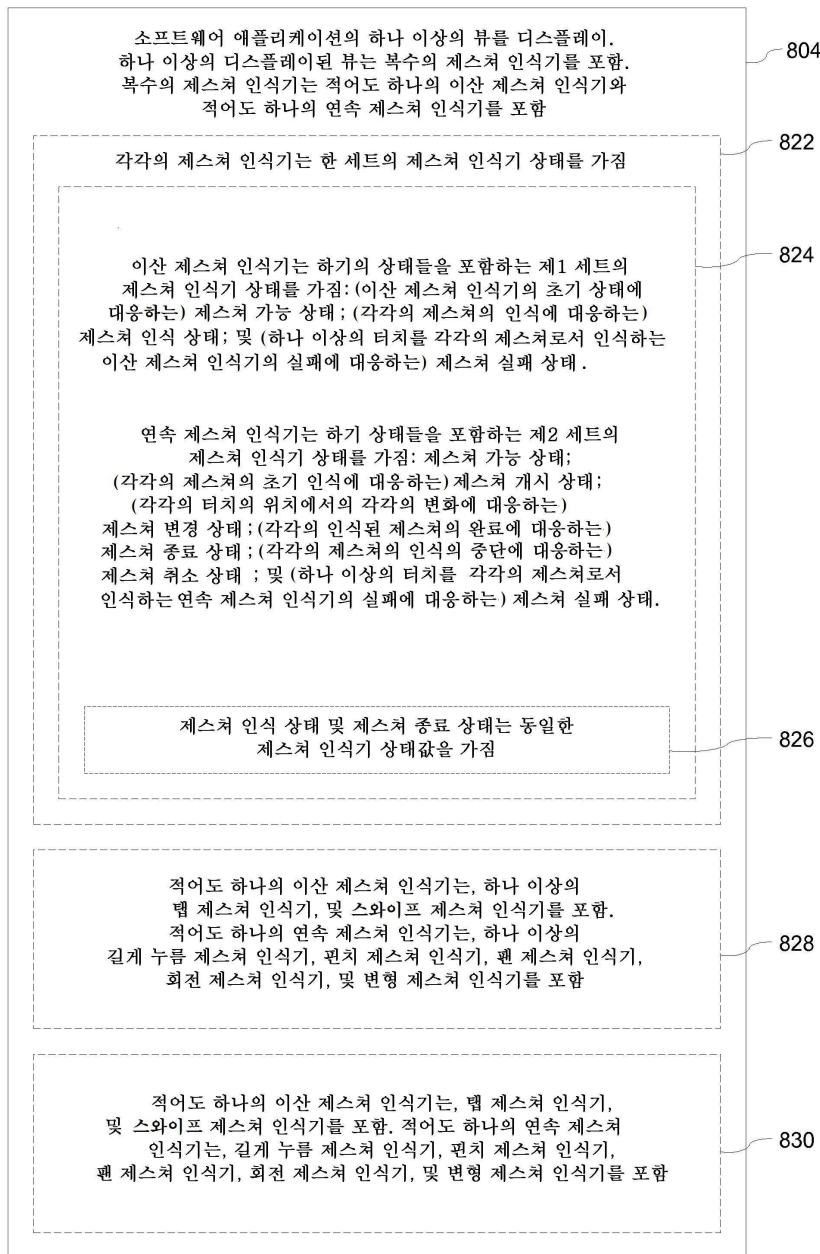 소프트웨어 애플리케이션의 하나 이상의 뷰를 디스플레이.
하나 이상의 디스플레이된 뷰는 복수의 제스쳐 인식기를 포함.
복수의 제스쳐 인식기는 적어도 하나의 이산 제스쳐 인식기와
적어도 하나의 연속 제스쳐 인식기를 포함
804
822
각각의 제스쳐 인식기는 한 세트의 제스쳐 인식기 상태를 가짐
824
이산 제스쳐 인식기는 하기의 상태들을 포함하는 제1 세트의
제스쳐 인식기 상태를 가짐: (이산 제스쳐 인식기의 초기 상태에
대응하는) 제스쳐 가능 상태; (각각의 제스쳐의 인식에 대응하는)
제스쳐 인식 상태; 및 (하나 이상의 터치를 각각의 제스쳐로서 인식하는
이산 제스쳐 인식기의 실패에 대응하는) 제스쳐 실패 상태.
연속 제스쳐 인식기는 하기 상태들을 포함하는 제2 세트의
제스쳐 인식기 상태를 가짐: 제스쳐 가능 상태;
(각각의 제스쳐의 초기 인식에 대응하는) 제스쳐 개시 상태;
(각각의 터치의 위치에서의 각각의 변화에 대응하는)
제스쳐 변경 상태; (각각의 인식된 제스쳐의 완료에 대응하는)
제스쳐 종료 상태; (각각의 제스쳐의 인식의 중단에 대응하는)
제스쳐 취소 상태 ; 및 (하나 이상의 터치를 각각의 제스쳐로서
인식하는 연속 제스쳐 인식기의 실패에 대응하는) 제스쳐 실패 상태.
제스쳐 인식 상태 및 제스쳐 종료 상태는 동일한
제스쳐 인식기 상태값을 가짐
826
적어도 하나의 이산 제스쳐 인식기는, 하나 이상의
탭 제스쳐 인식기, 및 스와이프 제스쳐 인식기를 포함.
적어도 하나의 연속 제스쳐 인식기는, 하나 이상의
길게 누름 제스쳐 인식기, 핀치 제스쳐 인식기, 팬 제스쳐 인식기,
회전 제스쳐 인식기, 및 변형 제스쳐 인식기를 포함
828
적어도 하나의 이산 제스쳐 인식기는, 탭 제스쳐 인식기,
및 스와이프 제스쳐 인식기를 포함. 적어도 하나의 연속 제스쳐
인식기는, 길게 누름 제스쳐 인식기, 핀치 제스쳐 인식기,
팬 제스쳐 인식기, 회전 제스쳐 인식기, 및 변형 제스쳐 인식기를 포함
830